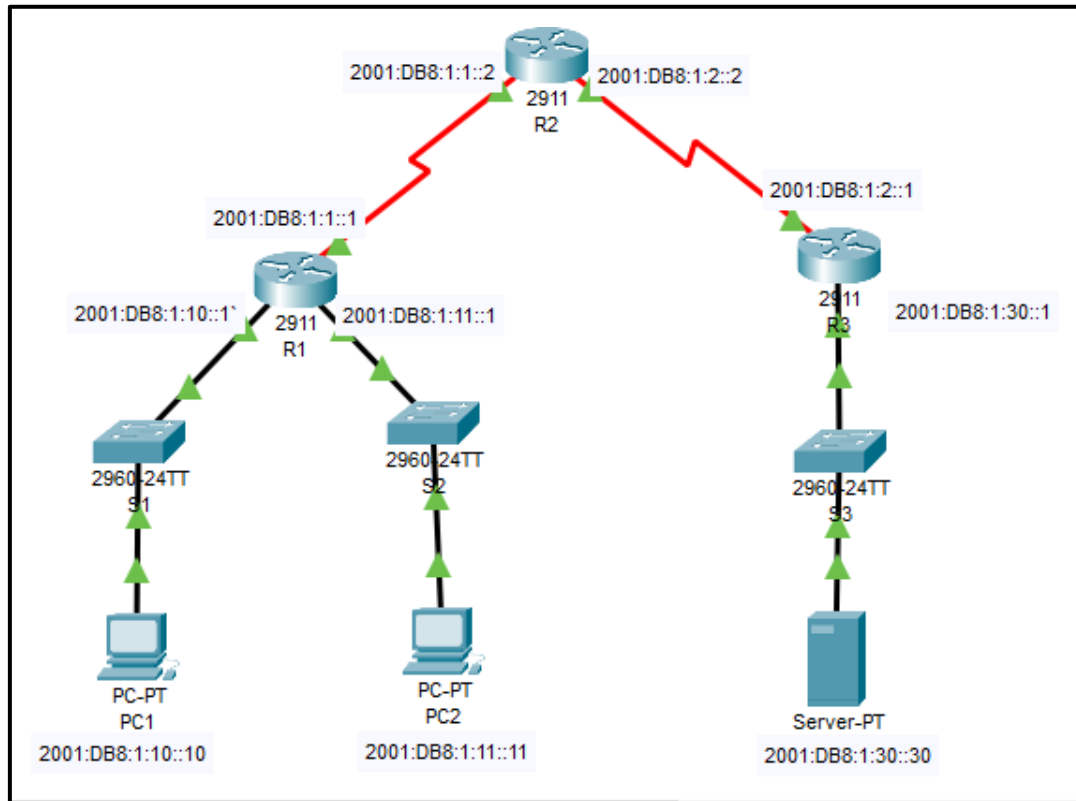 2001:DB8:1:1::2
2001:DB8:1:2::2
2911
R2
2001:DB8:1:2::1
2001:DB8:1:1::1
2001:DB8:1:10::1`
2911
R1
2001:DB8:1:11::1
2911
R3
2001:DB8:1:30::1
2960-24TT
S1
2960-24TT
S2
2960-24TT
S3
PC-PT
PC1
2001:DB8:1:10::10
PC-PT
PC2
2001:DB8:1:11::11
Server-PT
2001:DB8:1:30::30